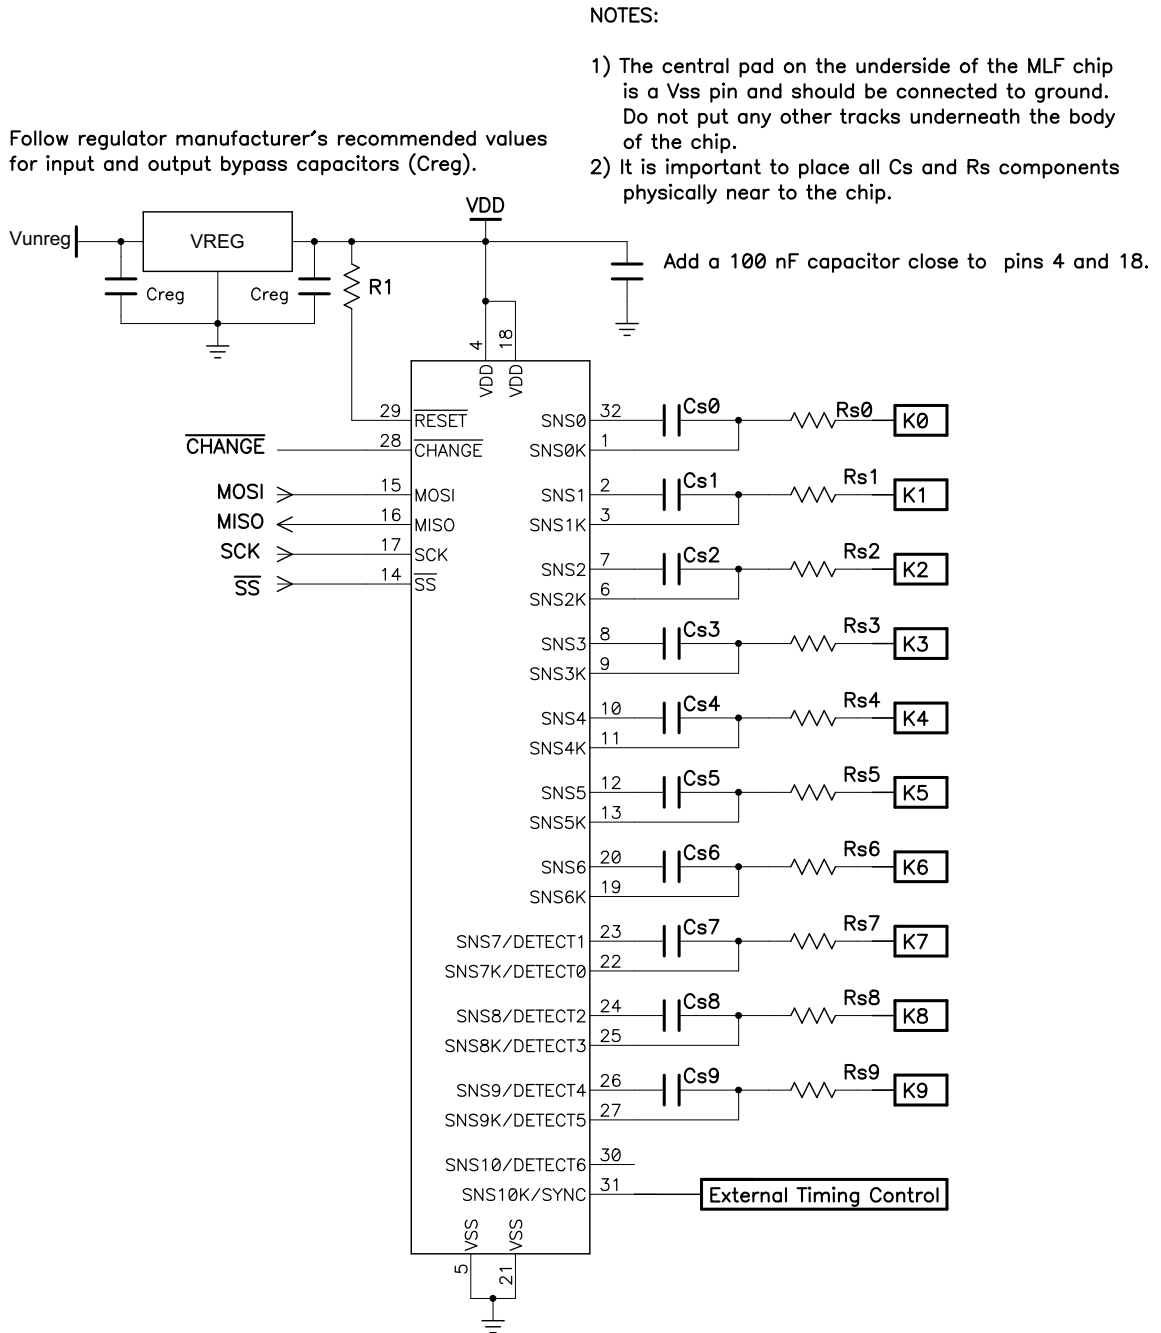 NOTES:
1) The central pad on the underside of the MLF chip
is a Vss pin and should be connected to ground.
Do not put any other tracks underneath the body
of the chip.
2) It is important to place all Cs and Rs components
physically near to the chip.
Follow regulator manufacturer's recommended values
for input and output bypass capacitors (Creg).
VDD
Vunreg
VREG
Add a 100 nF capacitor close to pins 4 and 18.
Creg
Creg
R1
4
18
VDD
VDD
29
RESET
CHANGE
28
CHANGE
MOSI
15
MOSI
MISO
16
MISO
SCK
17
SCK
SS
14
SS
SNS0
32
Cs0
Rs0
K0
SNS0K
1
SNS1
2
Cs1
Rs1
K1
SNS1K
3
SNS2
7
Cs2
Rs2
K2
SNS2K
6
SNS3
8
Cs3
Rs3
K3
SNS3K
9
SNS4
10
Cs4
Rs4
K4
SNS4K
11
SNS5
12
Cs5
Rs5
K5
SNS5K
13
SNS6
20
Cs6
Rs6
K6
SNS6K
19
SNS7/DETECT1
23
Cs7
Rs7
K7
SNS7K/DETECT0
22
SNS8/DETECT2
24
Cs8
Rs8
K8
SNS8K/DETECT3
25
SNS9/DETECT4
26
Cs9
Rs9
K9
SNS9K/DETECT5
27
SNS10/DETECT6
30
SNS10K/SYNC
31
External Timing Control
VSS
VSS
5
21